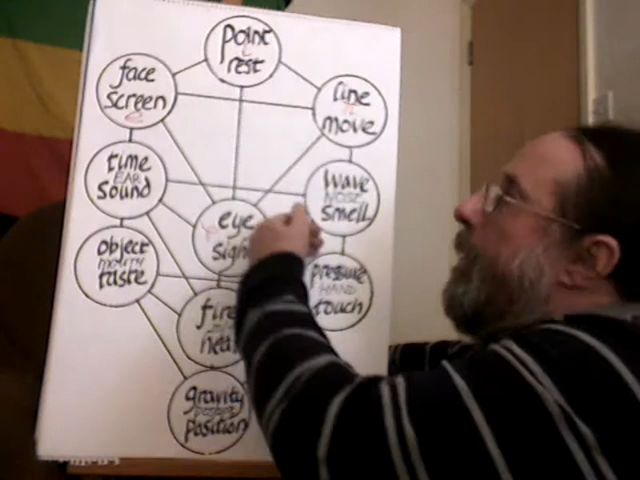 point
rest
face
screen
line
move
time
EAR
sound
wave
NOSE
smell
eye
sigh
object
MOUTH
taste
pressure
HAND
touch
fire
heat
gravity
position